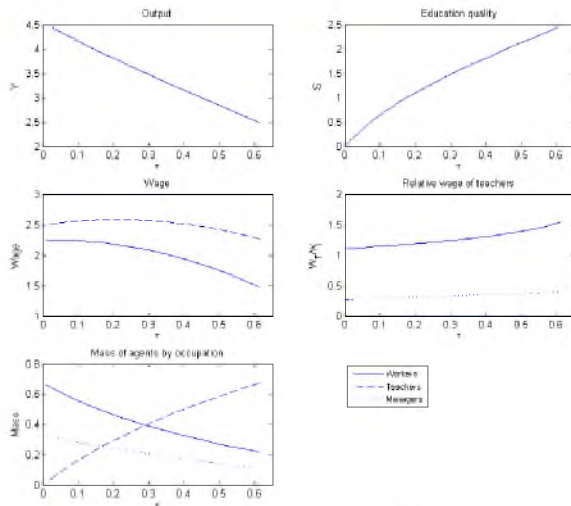 Output
4.5
4
3.5
3
2.5
2
Y
0 0.1 0.2 0.3 0.4 0.5 0.6
τ
Education quality
2.5
2
1.5
1
0.5
0
S
0 0.1 0.2 0.3 0.4 0.5 0.6
τ
Wage
3
2.5
2
1.5
1
Wage
0 0.1 0.2 0.3 0.4 0.5 0.6
τ
Relative wage of teachers
2
1.5
1
0.5
0
0 0.1 0.2 0.3 0.4 0.5 0.6
τ
Mass of agents by occupation
0.8
0.6
0.4
0.2
0
Mass
0 0.1 0.2 0.3 0.4 0.5 0.6
τ
Workers
Teachers
Managers